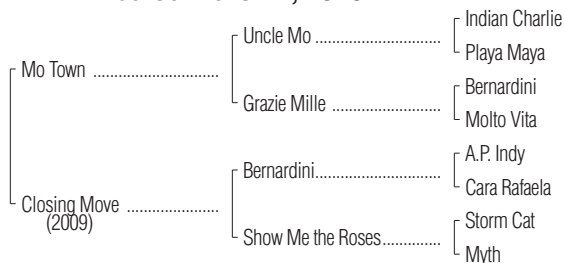 Indian Charlie
Uncle Mo ................................
Playa Maya
Mo Town ................................
Bernardini
Grazie Mille ............................
Molto Vita
A.P. Indy
Bernardini................................
Cara Rafaela
Closing Move ........................
(2009)
Storm Cat
Show Me the Roses...............
Myth